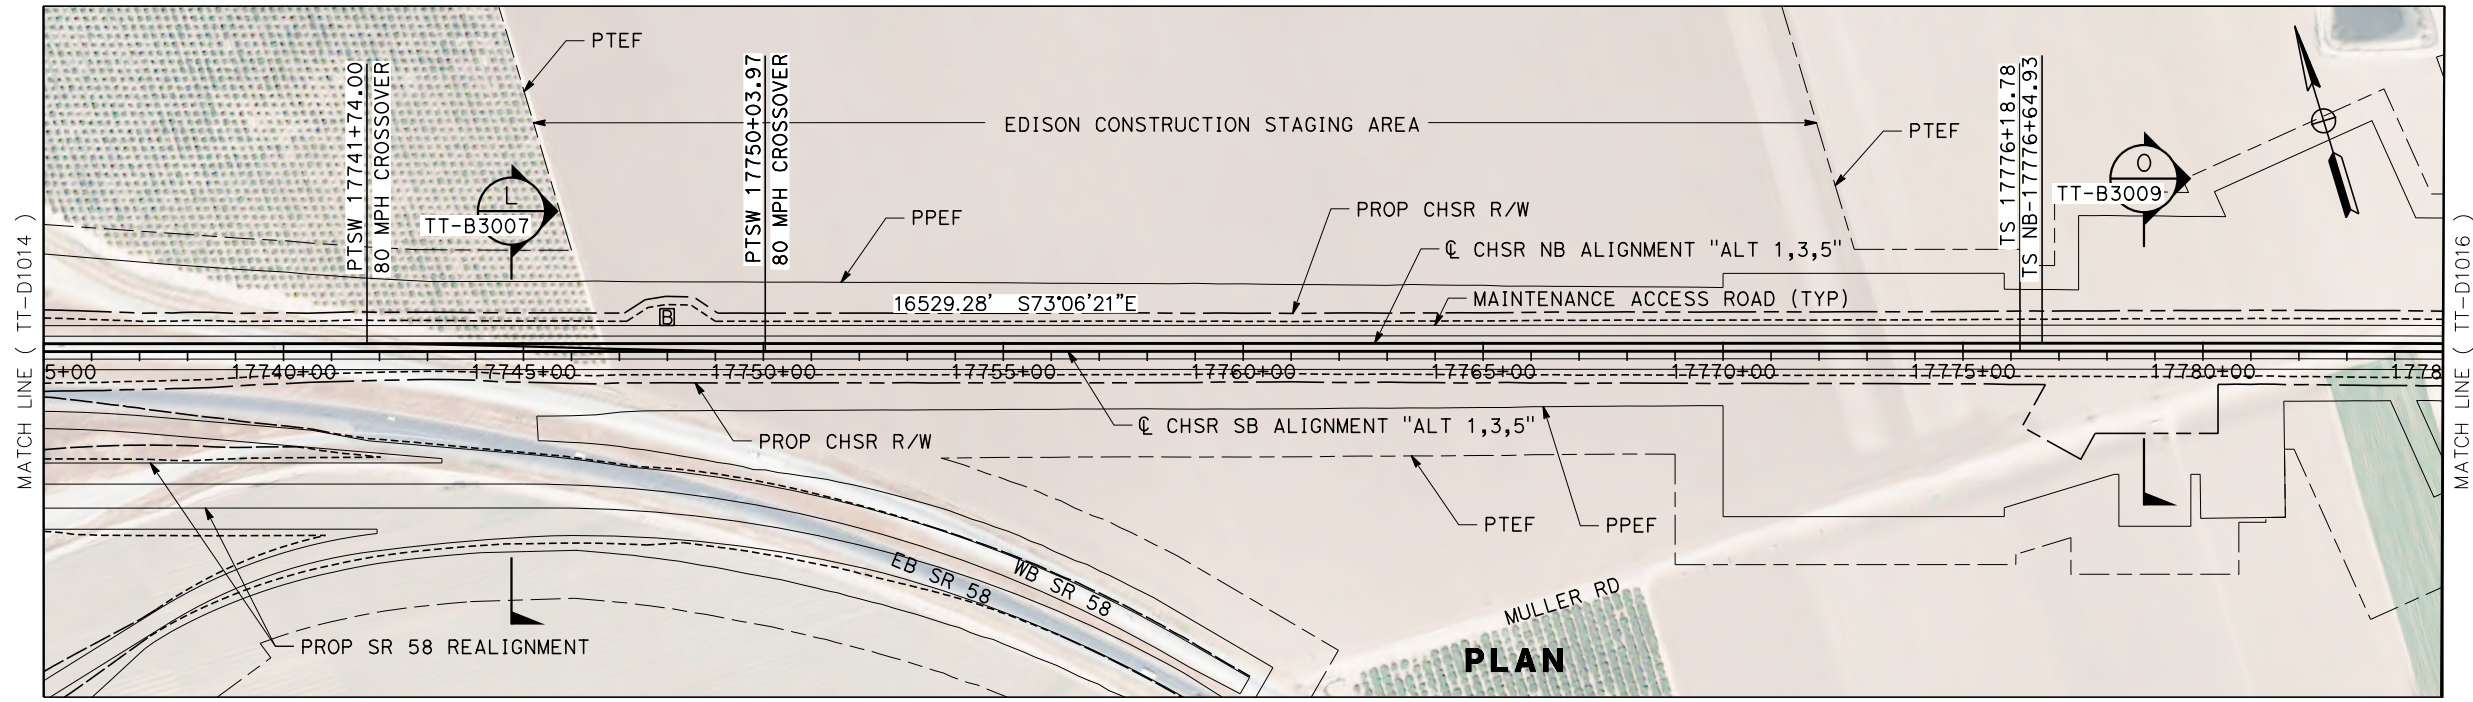 PTEF
EDISON CONSTRUCTION STAGING AREA
PTEF
PTSW 17741+74.00
80 MPH CROSSOVER
PTSW 17750+03.97
80 MPH CROSSOVER
TS 17776+18.78
TS NB-17776+64.93
L
TT-B3007
O
TT-B3009
PPEF
PROP CHSR R/W
℄ CHSR NB ALIGNMENT "ALT 1,3,5"
16529.28' S73°06'21"E
MAINTENANCE ACCESS ROAD (TYP)
B
MATCH LINE ( TT-D1014 )
MATCH LINE ( TT-D1016 )
5+00 17740+00 17745+00 17750+00 17755+00 17760+00 17765+00 17770+00 17775+00 17780+00 1778
PROP CHSR R/W
℄ CHSR SB ALIGNMENT "ALT 1,3,5"
PTEF
PPEF
EB SR 58
WB SR 58
MULLER RD
PROP SR 58 REALIGNMENT
PLAN